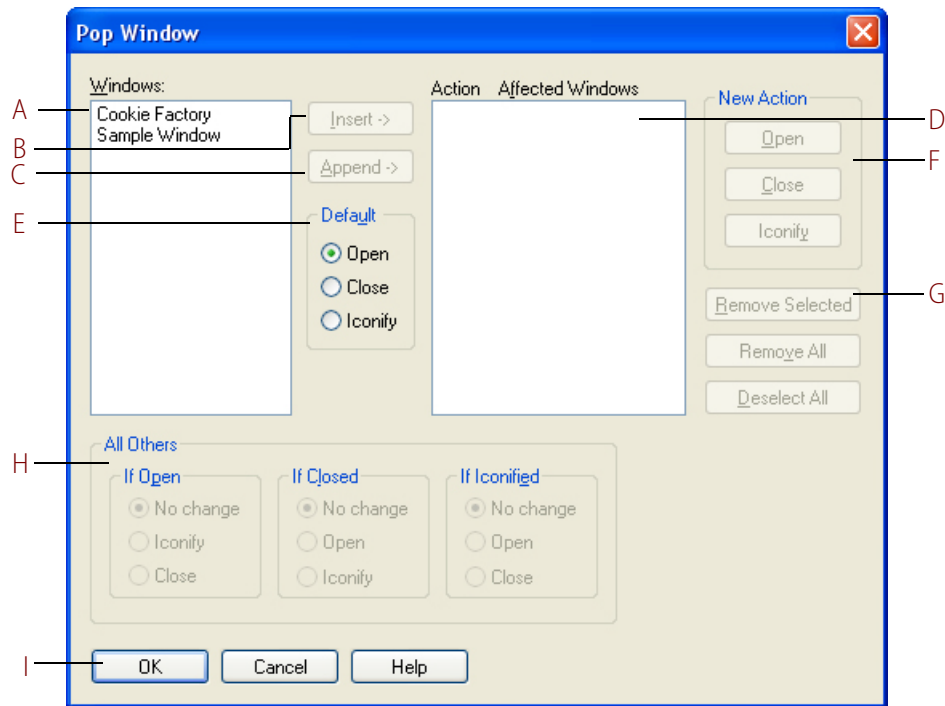 Pop Window
Windows:
Action Affected Windows
New Action
A
Cookie Factory
Sample Window
Insert ->
B
Append ->
C
D
Open
F
Close
Iconify
E
Default
Open
Close
Iconify
G
Remove Selected
Remove All
Deselect All
H
All Others
If Open
No change
Iconify
Close
If Closed
No change
Open
Iconify
If Iconified
No change
Open
Close
I
OK
Cancel
Help